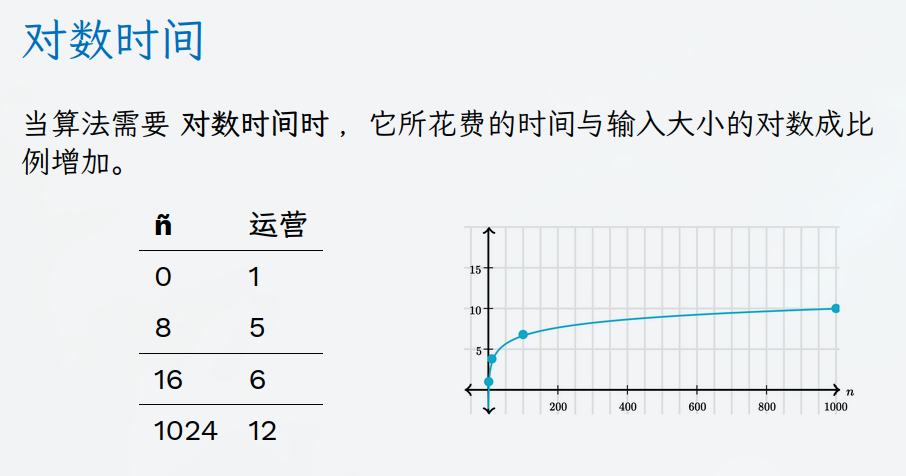 对数时间
当算法需要 对数时间时 ，它所花费的时间与输入大小的对数成比
例增加。
ñ 运营
0 1
8 5
16 6
1024 12
15
10
5
200 400 600 800 1000 n